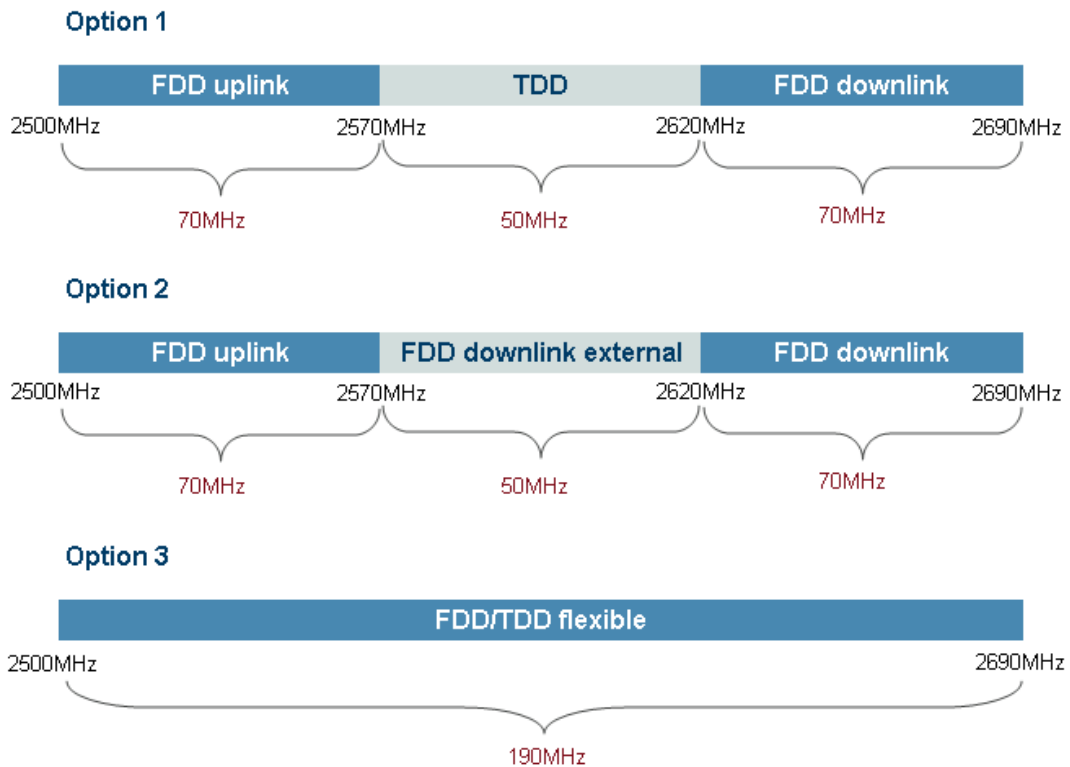 Option 1
FDD uplink TDD FDD downlink
2500MHz 2570MHz 2620MHz 2690MHz
70MHz 50MHz 70MHz
Option 2
FDD uplink FDD downlink external FDD downlink
2500MHz 2570MHz 2620MHz 2690MHz
70MHz 50MHz 70MHz
Option 3
FDD/TDD flexible
2500MHz 2690MHz
190MHz